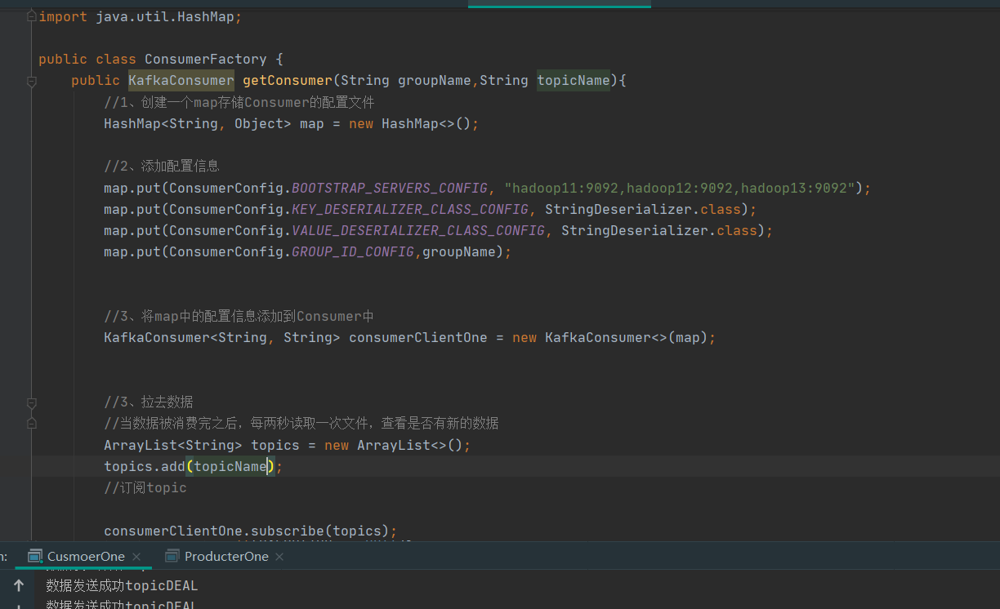 import java.util.HashMap;
public class ConsumerFactory {
public KafkaConsumer getConsumer(String groupName,String topicName){
//1、创建一个map存储Consumer的配置文件
HashMap<String, Object> map = new HashMap<>();
//2、添加配置信息
map.put(ConsumerConfig.BOOTSTRAP_SERVERS_CONFIG, "hadoop11:9092,hadoop12:9092,hadoop13:9092");
map.put(ConsumerConfig.KEY_DESERIALIZER_CLASS_CONFIG, StringDeserializer.class);
map.put(ConsumerConfig.VALUE_DESERIALIZER_CLASS_CONFIG, StringDeserializer.class);
map.put(ConsumerConfig.GROUP_ID_CONFIG,groupName);
//3、将map中的配置信息添加到Consumer中
KafkaConsumer<String, String> consumerClientOne = new KafkaConsumer<>(map);
//3、拉去数据
//当数据被消费完之后，每两秒读取一次文件，查看是否有新的数据
ArrayList<String> topics = new ArrayList<>();
topics.add(topicName);
//订阅topic
consumerClientOne.subscribe(topics);
CusmoerOne ProducterOne
数据发送成功topicDEAL
数据发送成功topicDEAL